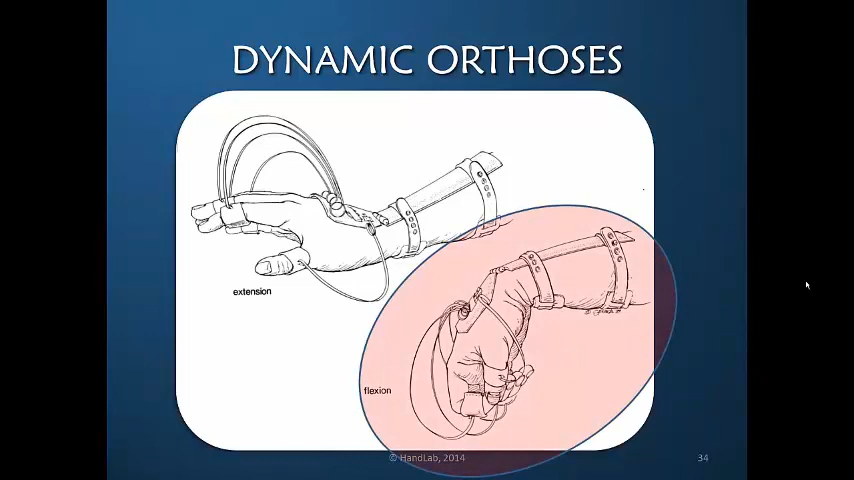 DYNAMIC ORTHOSES
extension
flexion
© HandLab, 2014
34